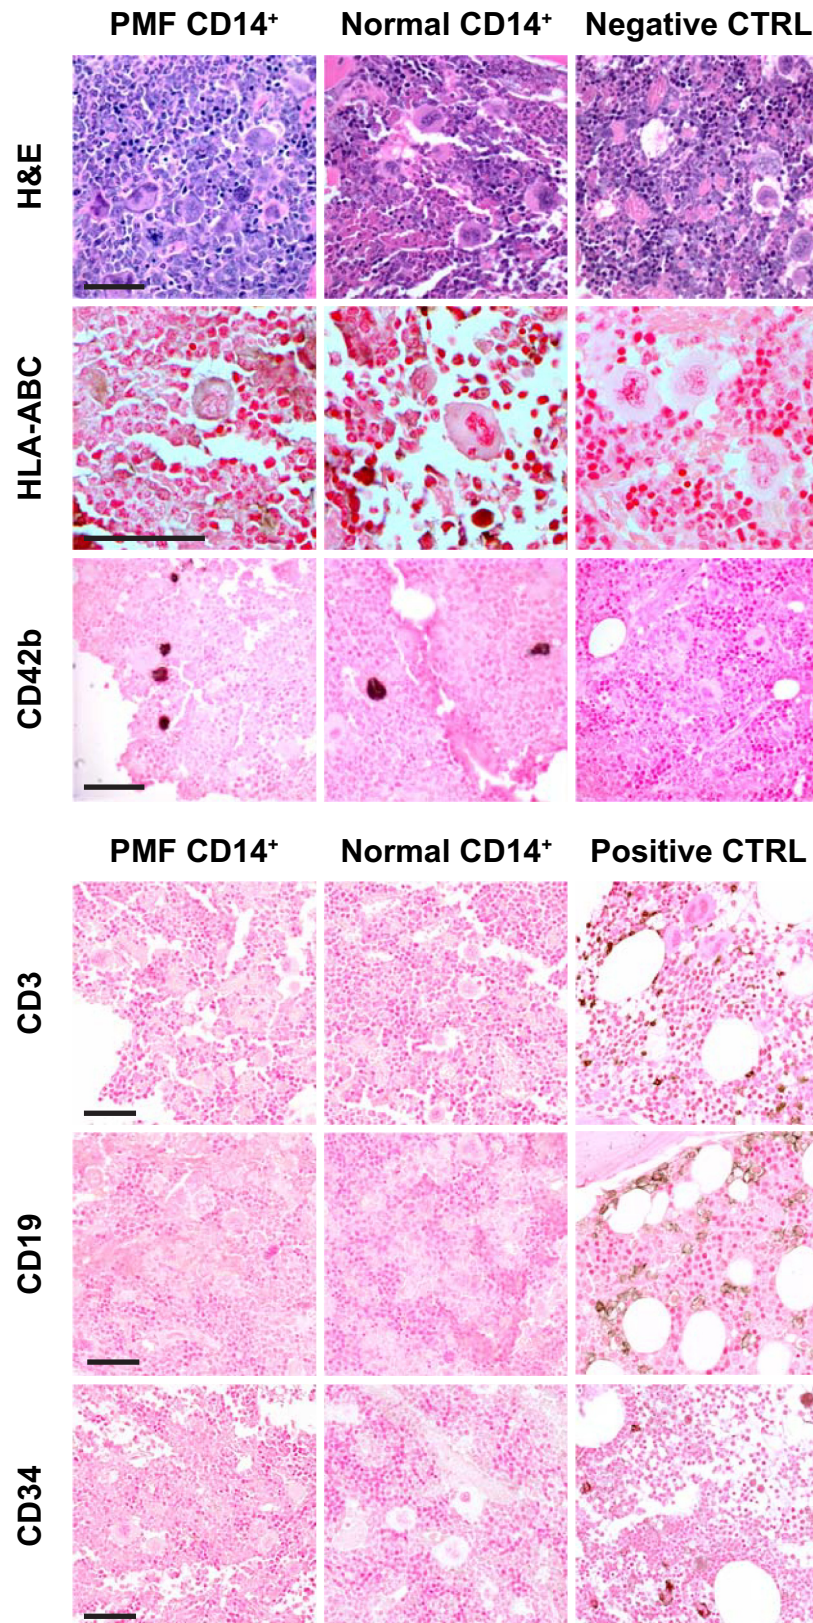 PMF CD14⁺ Normal CD14⁺ Negative CTRL
H&E
HLA-ABC
CD42b
PMF CD14⁺ Normal CD14⁺ Positive CTRL
CD3
CD19
CD34